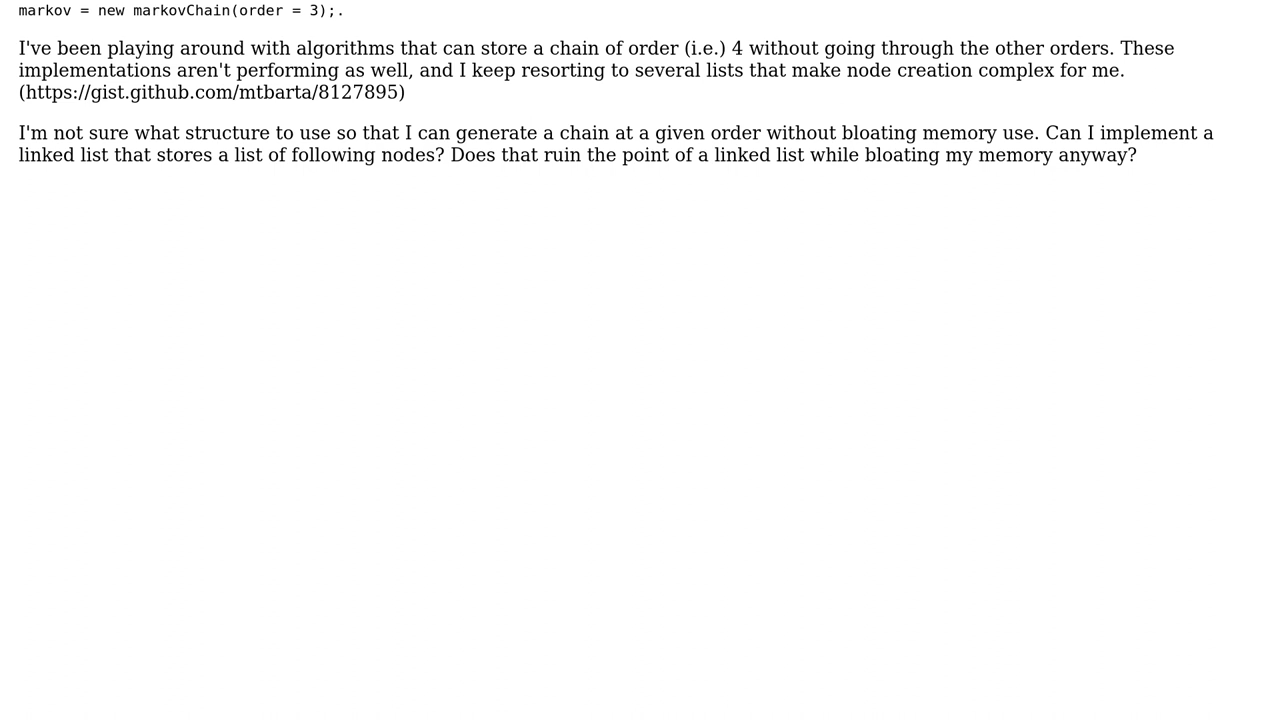 markov = new markovChain(order = 3);.
I've been playing around with algorithms that can store a chain of order (i.e.) 4 without going through the other orders. These
implementations aren't performing as well, and I keep resorting to several lists that make node creation complex for me.
(https://gist.github.com/mtbarta/8127895)
I'm not sure what structure to use so that I can generate a chain at a given order without bloating memory use. Can I implement a
linked list that stores a list of following nodes? Does that ruin the point of a linked list while bloating my memory anyway?